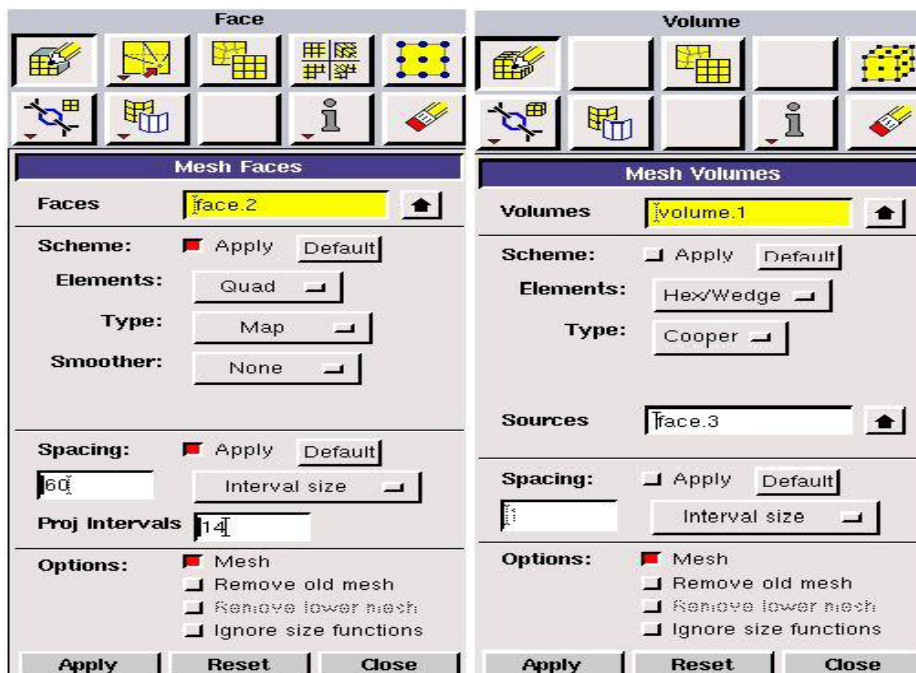 Face
Mesh Faces
Faces face.2
Scheme: Apply Default
Elements: Quad
Type: Map
Smoother: None
Spacing: Apply Default
60 Interval size
Proj Intervals 14
Options: Mesh
Remove old mesh
Remove lower mesh
Ignore size functions
Apply Reset Close
Volume
Mesh Volumes
Volumes volume.1
Scheme: Apply Default
Elements: Hex/Wedge
Type: Cooper
Sources face.3
Spacing: Apply Default
1 Interval size
Options: Mesh
Remove old mesh
Remove lower mesh
Ignore size functions
Apply Reset Close